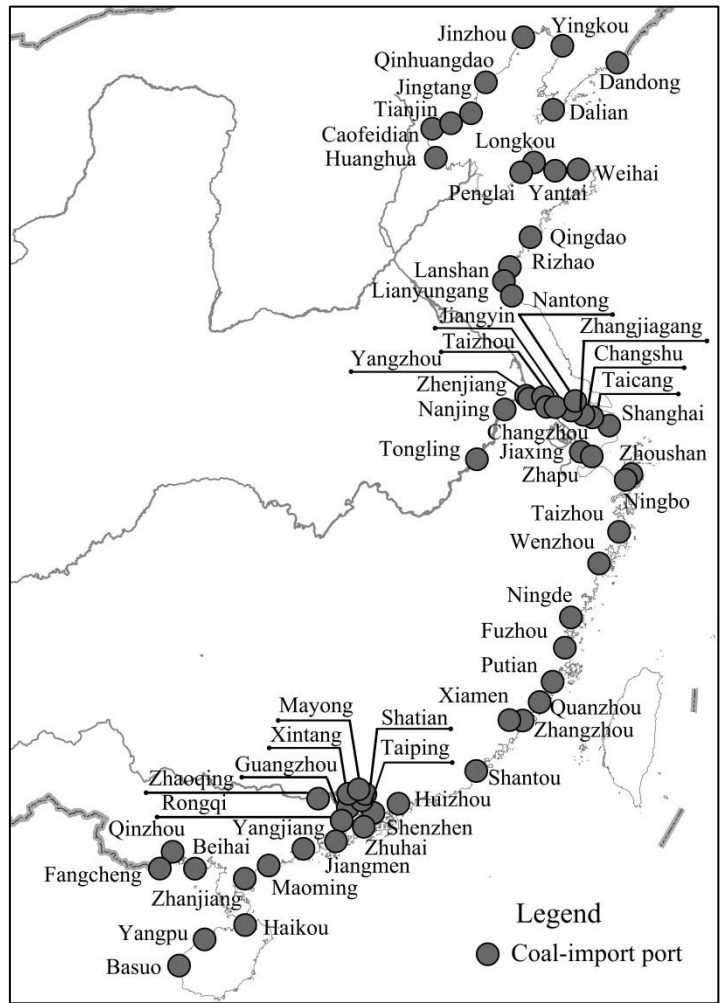 Jinzhou
Yingkou
Qinhuangdao
Dandong
Jingtang
Tianjin
Dalian
Caofeidian
Longkou
Huanghua
Weihai
Penglai
Yantai
Qingdao
Rizhao
Lanshan
Lianyungang
Nantong
Jiangyin
Zhangjiagang
Taizhou
Changshu
Yangzhou
Taicang
Zhenjiang
Nanjing
Shanghai
Changzhou
Tongling
Jiaxing
Zhoushan
Zhapu
Ningbo
Taizhou
Wenzhou
Ningde
Fuzhou
Putian
Xiamen
Quanzhou
Zhangzhou
Mayong
Shatian
Xintang
Taiping
Guangzhou
Shantou
Zhaoqing
Huizhou
Rongqi
Shenzhen
Yangjiang
Qinzhou
Zhuhai
Beihai
Jiangmen
Fangcheng
Maoming
Zhanjiang
Haikou
Yangpu
Basuo
Legend
Coal-import port